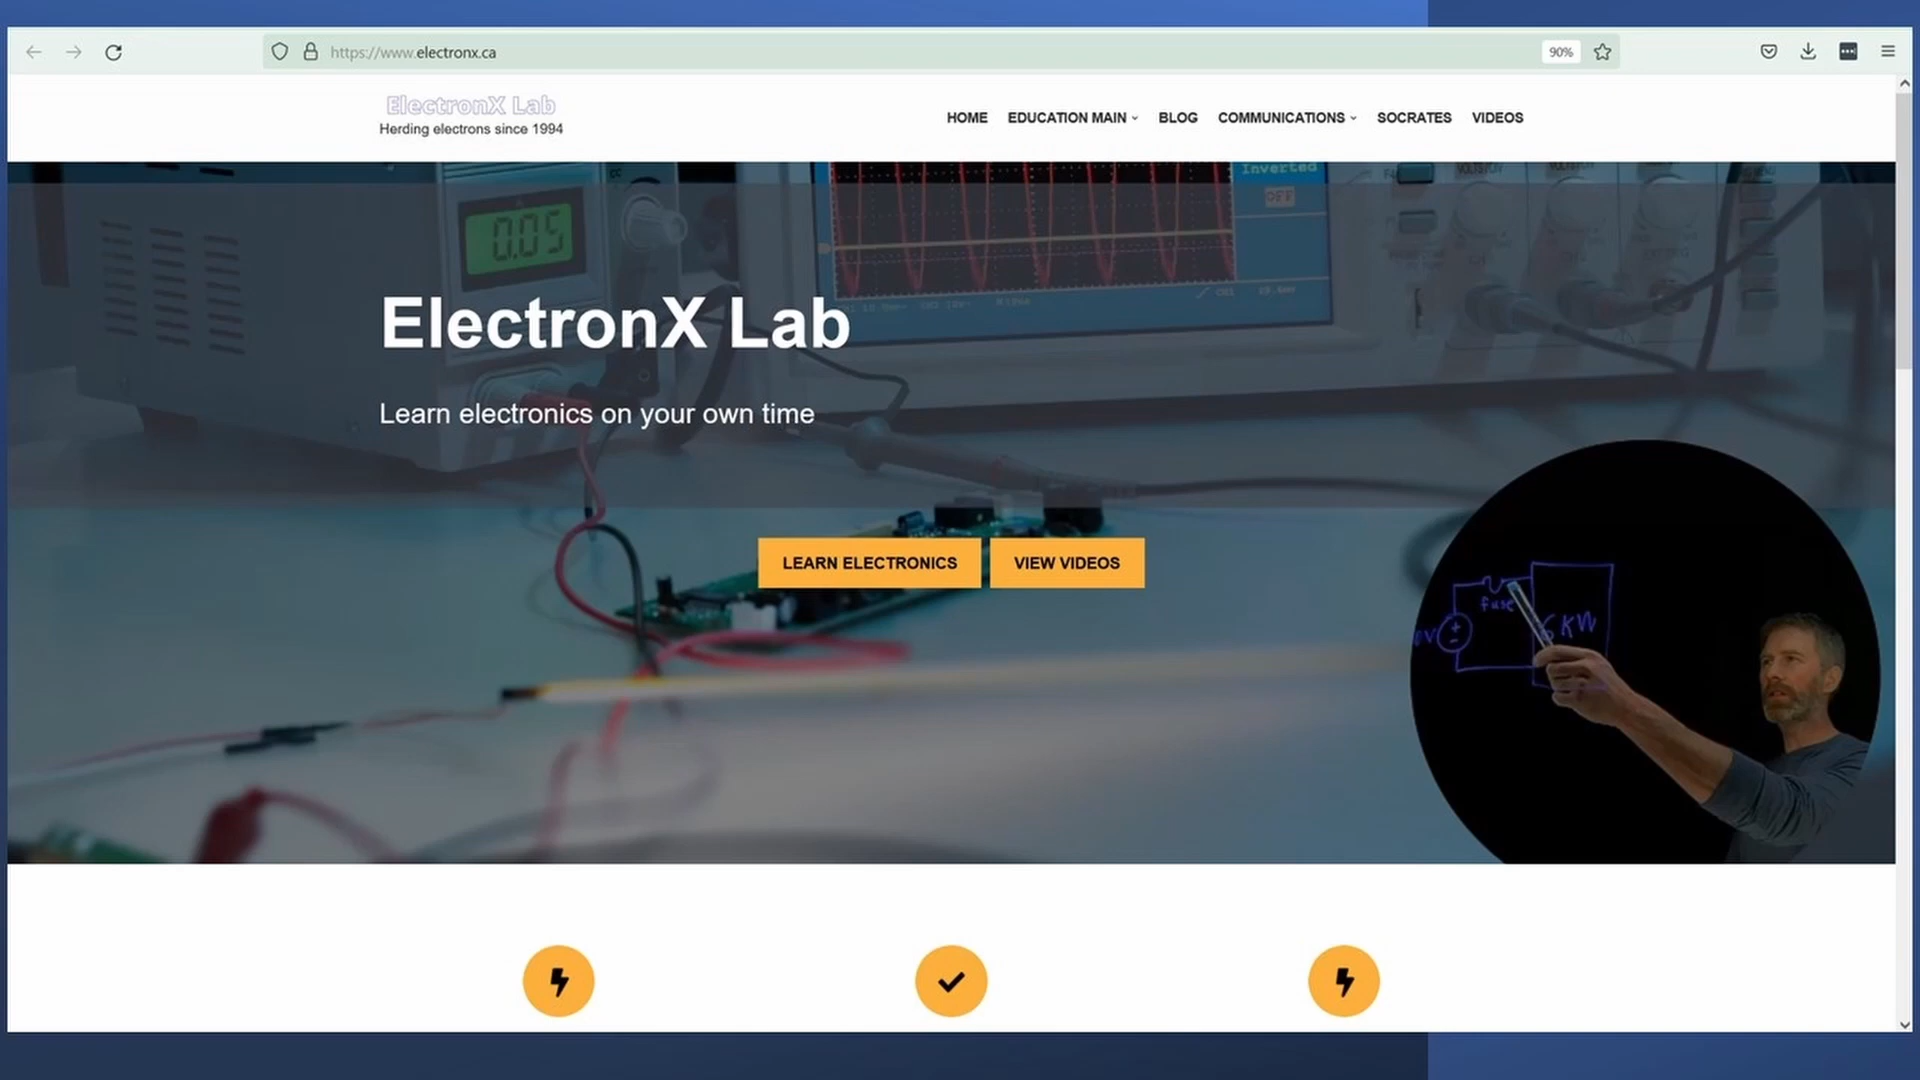 https://www.electronx.ca
90%
ElectronX Lab
Herding electrons since 1994
HOME EDUCATION MAIN BLOG COMMUNICATIONS SOCRATES VIDEOS
Inverted
OFF
0.05
ElectronX Lab
Learn electronics on your own time
LEARN ELECTRONICS VIEW VIDEOS
fuse
kW